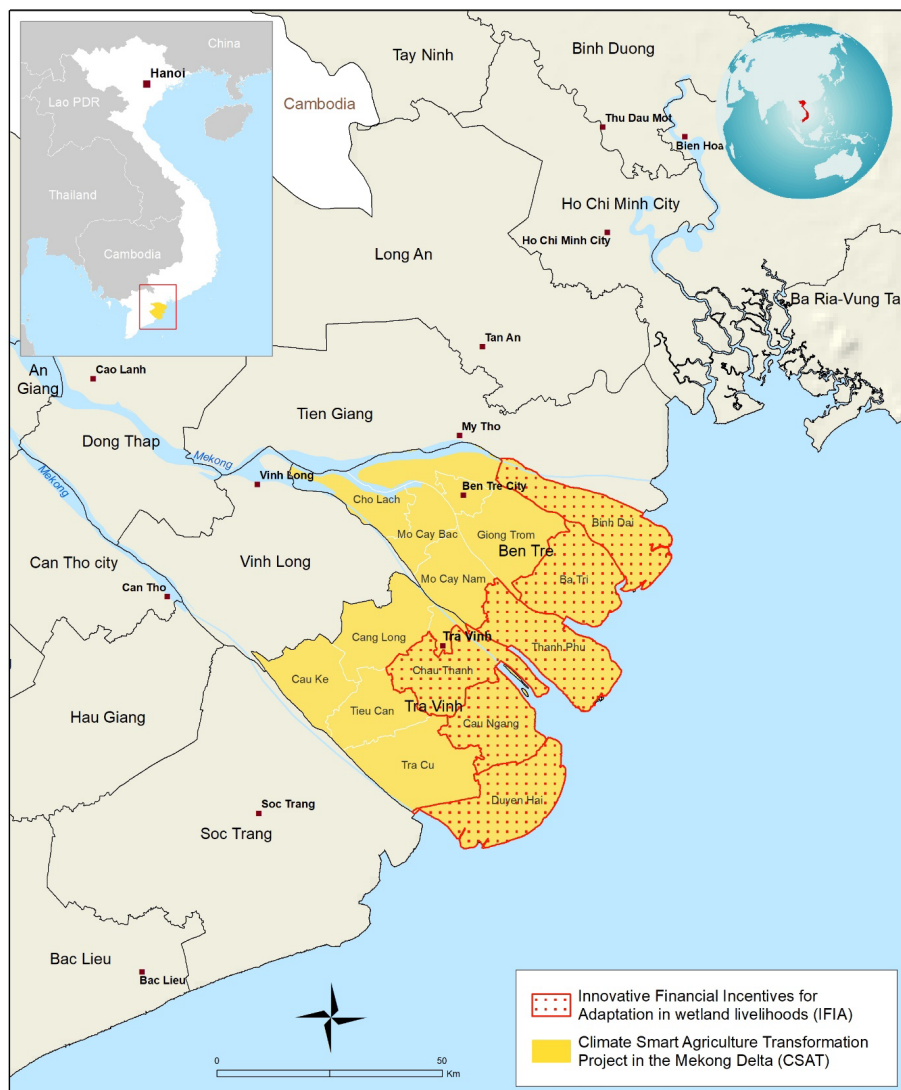 China
Hanoi
Lao PDR
Thailand
Cambodia
Tay Ninh
Binh Duong
Cambodia
Thu Dau Mot
Bien Hoa
Ho Chi Minh City
Ho Chi Minh City
Long An
Ba Ria-Vung Ta
Tan An
An
Giang
Cao Lanh
Tien Giang
My Tho
Dong Thap
Mekong
Mekong
Vinh Long
Ben Tre City
Cho Lach
Binh Dai
Mo Cay Bac
Giong Trom
Ben Tre
Can Tho city
Vinh Long
Mo Cay Nam
Ba Tri
Can Tho
Cang Long
Tra Vinh
Thanh Phu
Chau Thanh
Cau Ke
Tieu Can
Tra Vinh
Hau Giang
Cau Ngang
Tra Cu
Duyen Hai
Soc Trang
Soc Trang
Bac Lieu
Bac Lieu
Innovative Financial Incentives for
Adaptation in wetland livelihoods (IFIA)
Climate Smart Agriculture Transformation
Project in the Mekong Delta (CSAT)
0 50
Km